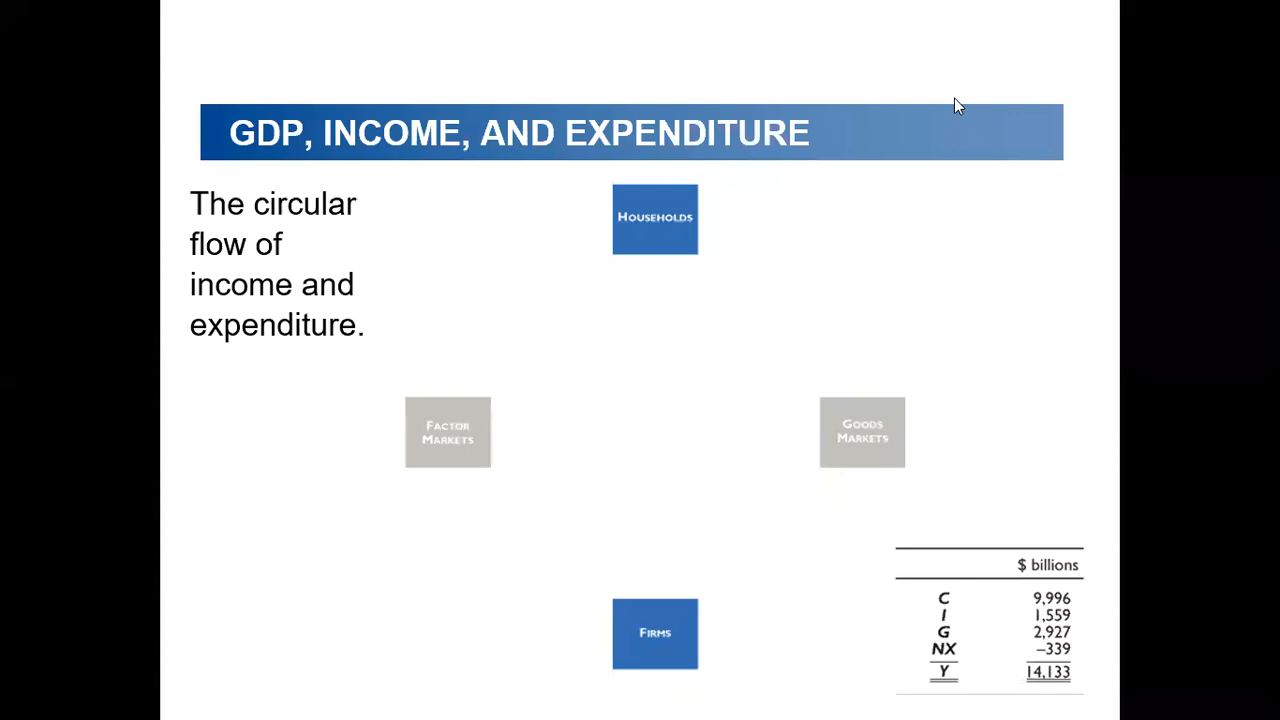 GDP, INCOME, AND EXPENDITURE
The circular
flow of
income and
expenditure.
HOUSEHOLDS
FACTOR
MARKETS
GOODS
MARKETS
FIRMS
$ billions
C 9,996
I 1,559
G 2,927
NX –339
Y 14,133